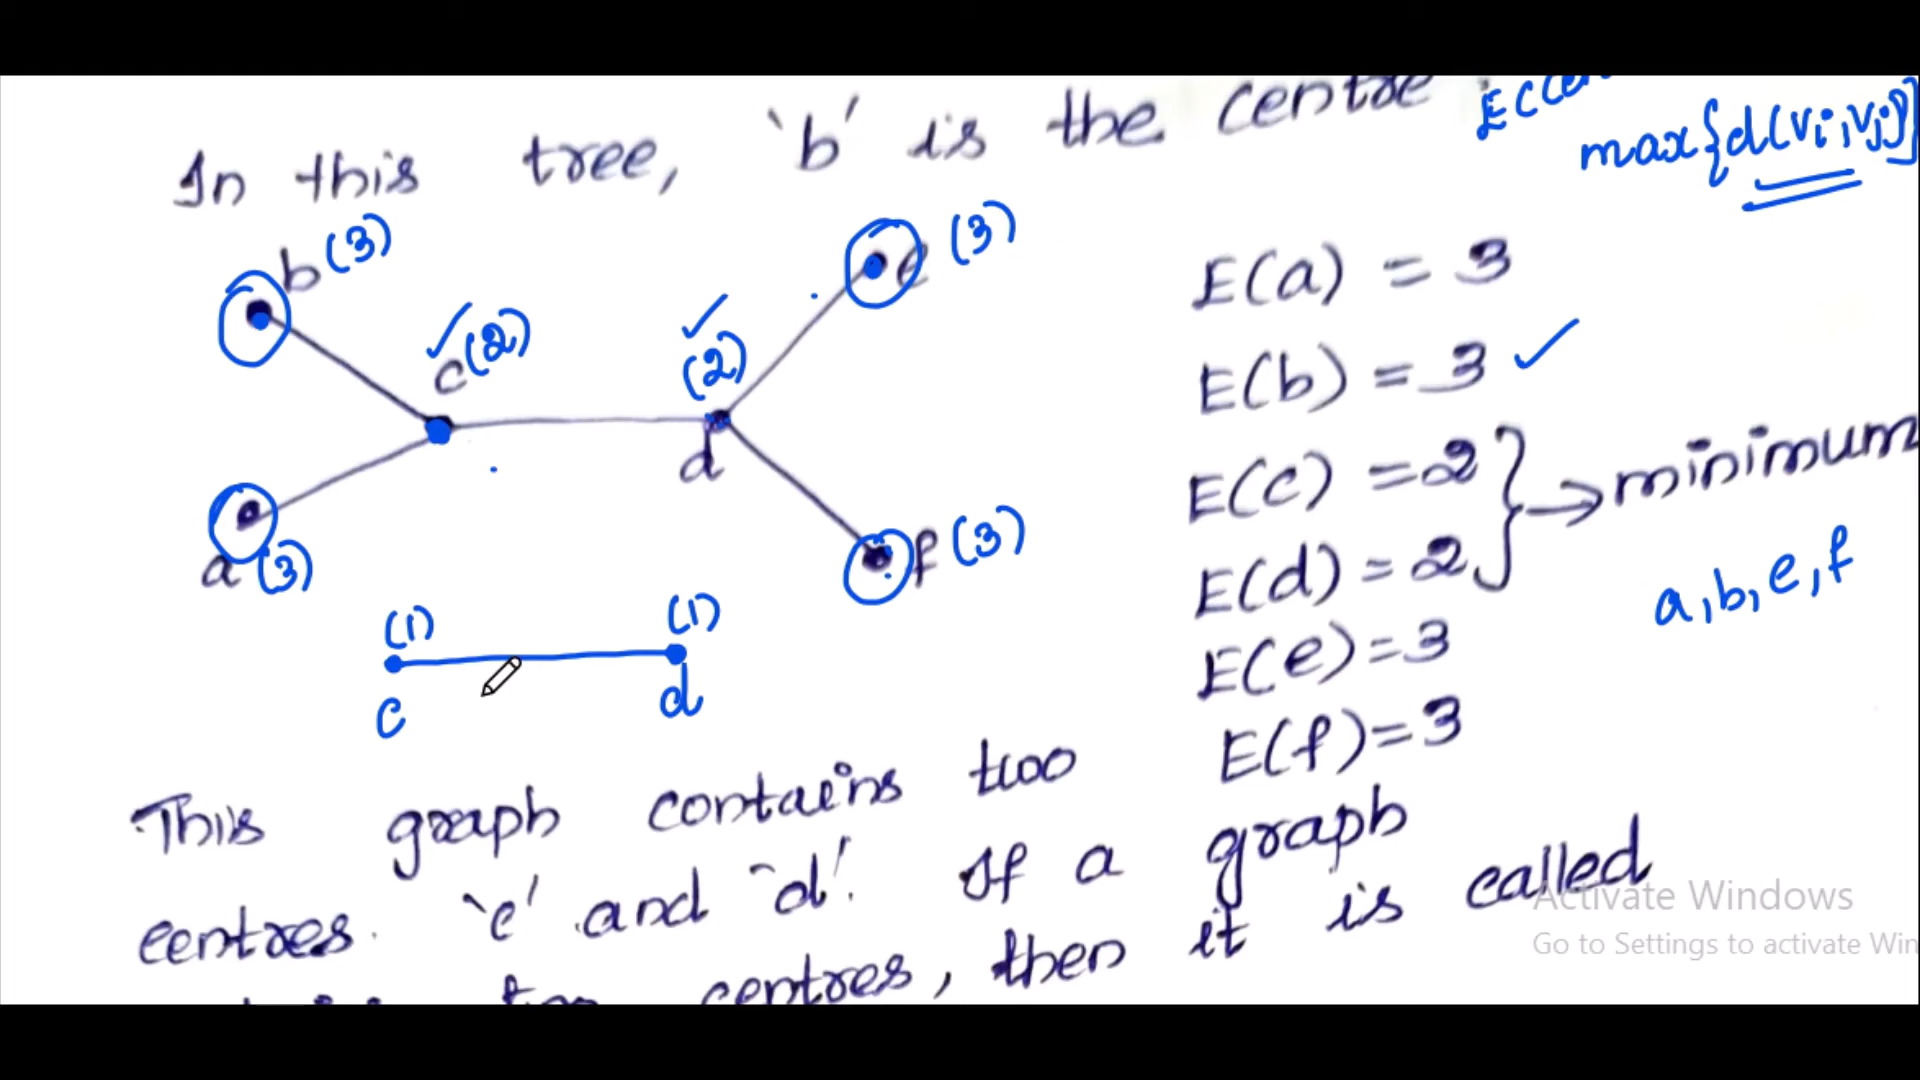 In this tree, 'b' is the centre
max{d(vi,vj)}
b (3)
e (3)
c (2)
(2)
d
a (3)
f (3)
(1) (1)
c d
E(a) = 3
E(b) = 3 ✓
E(c) = 2
E(d) = 2 } → minimum
E(e) = 3
E(f) = 3
a, b, e, f
This graph contains two
centres. 'c' and 'd'. If a graph
centres, then it is called
Activate Windows
Go to Settings to activate Win